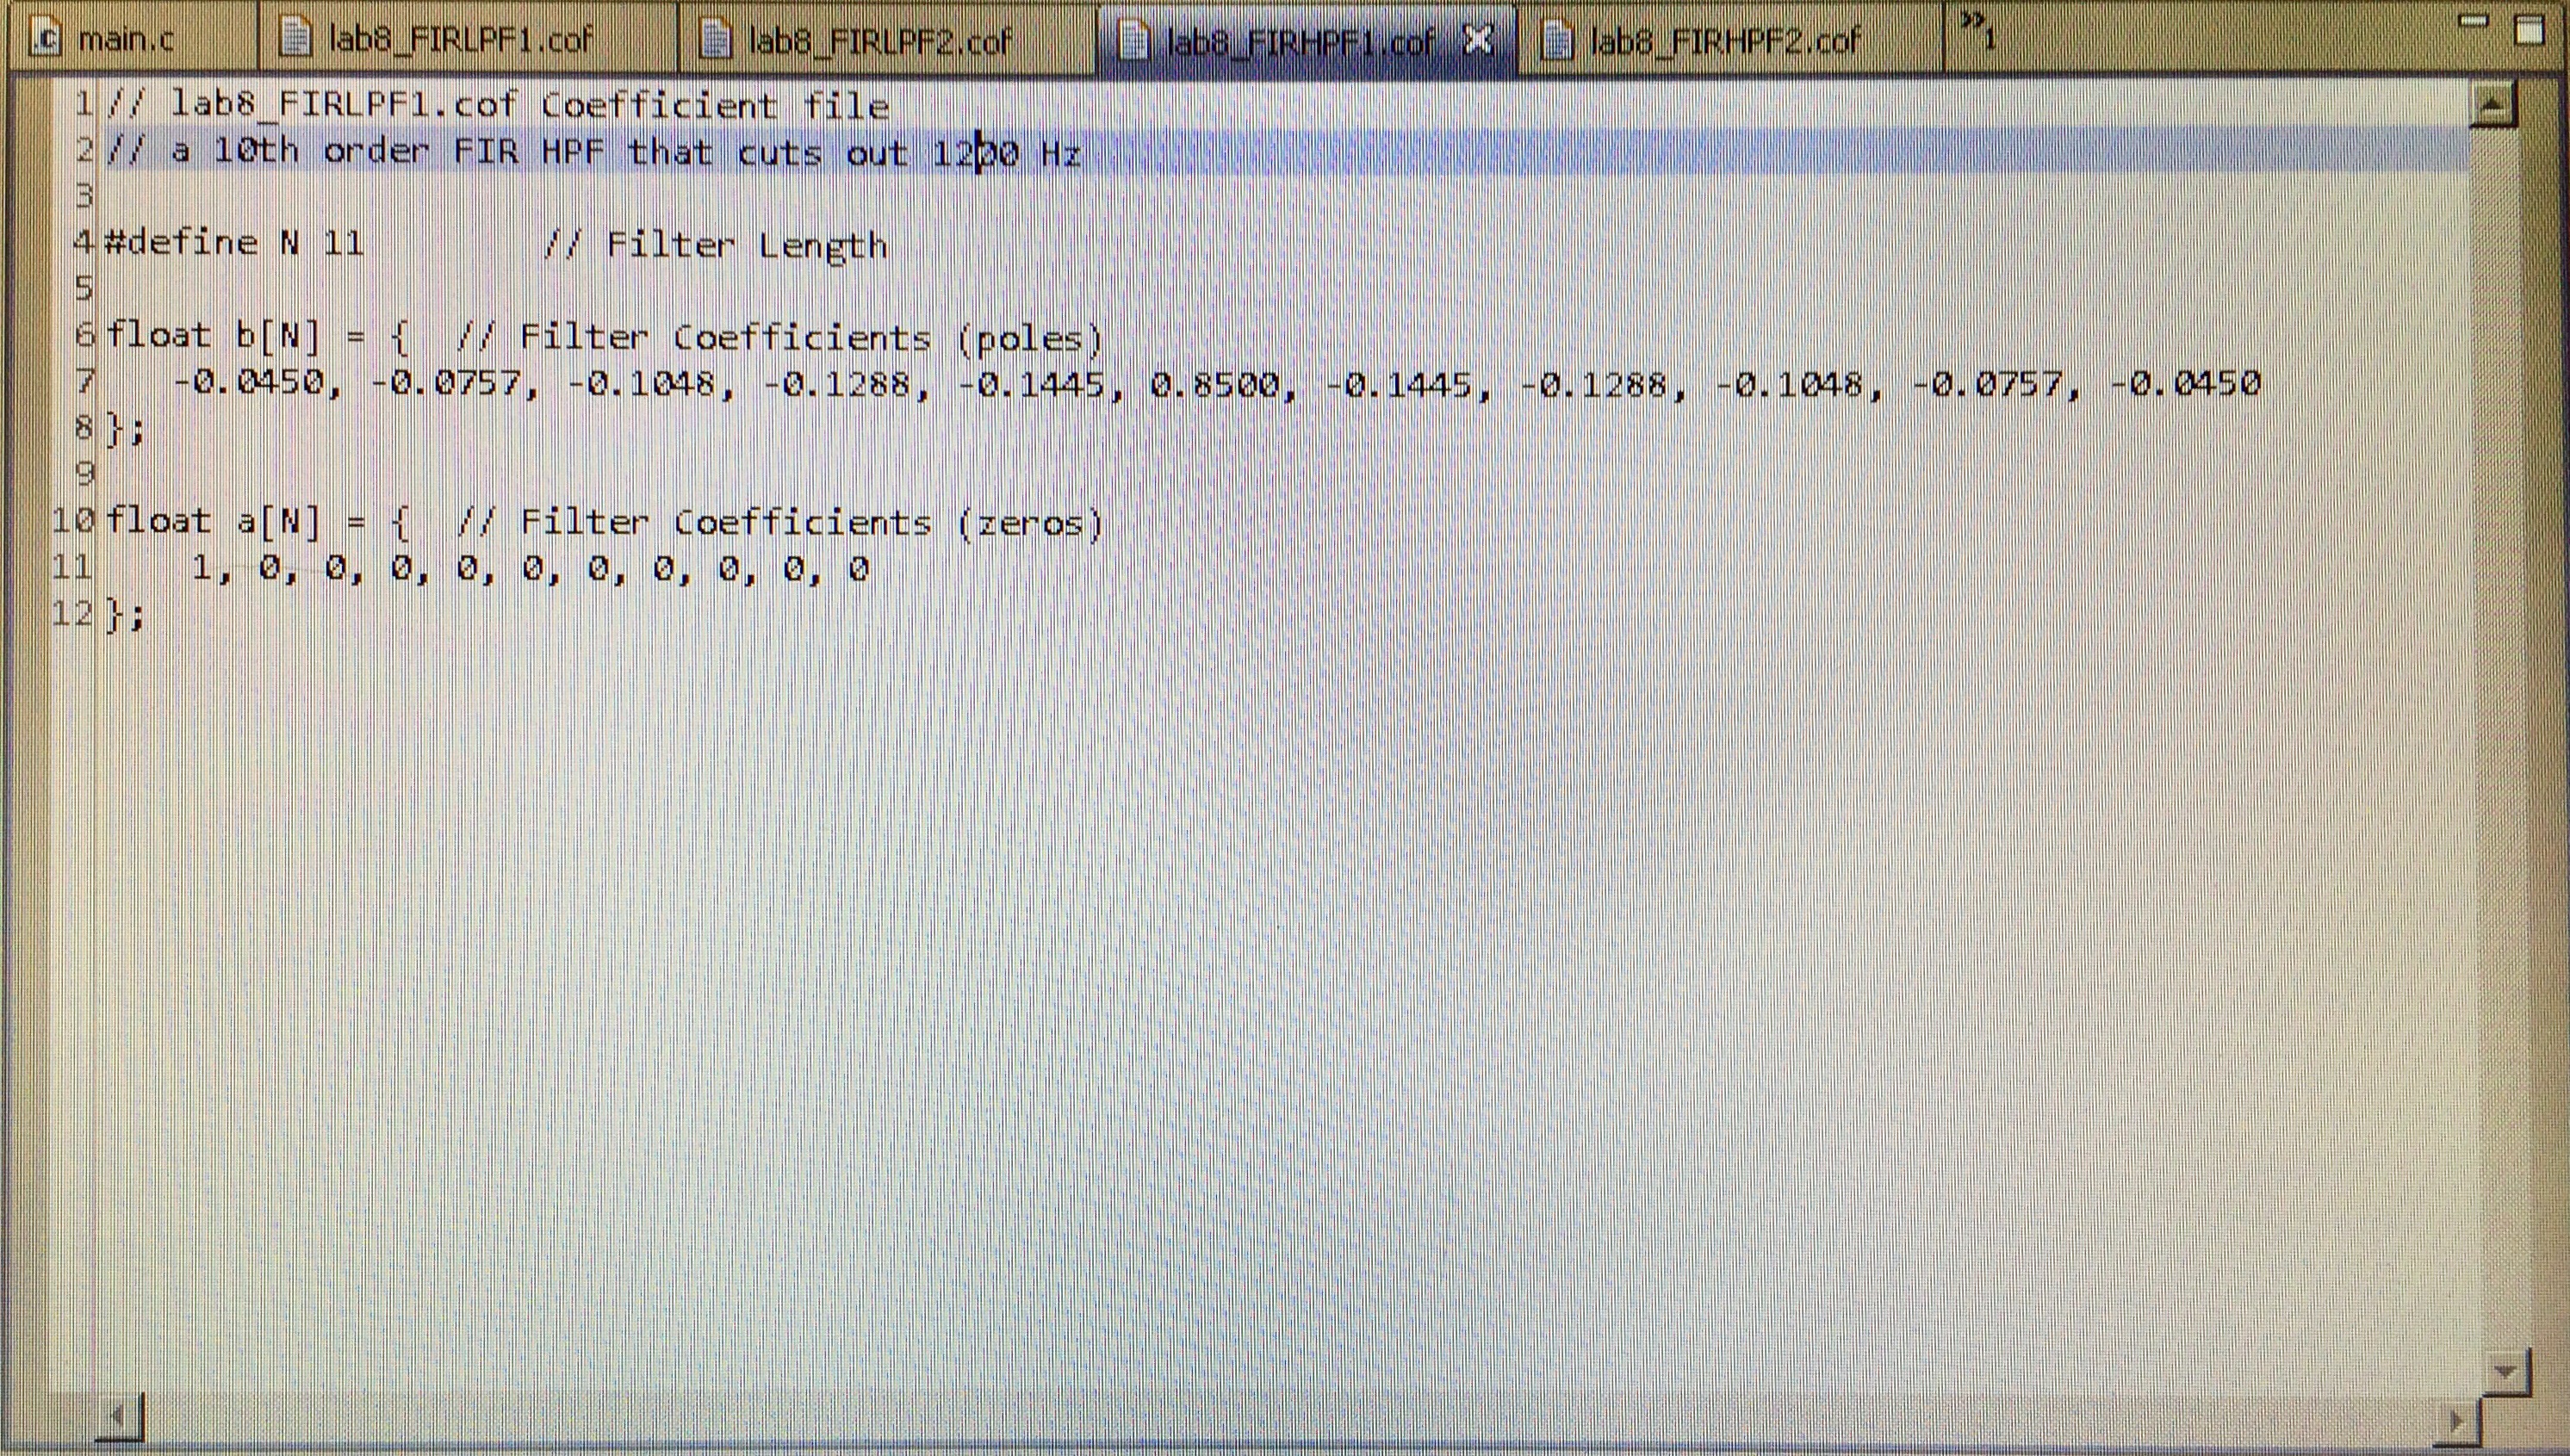 main.c lab8_FIRLPF1.cof lab8_FIRLPF2.cof lab8_FIRHPF1.cof lab8_FIRHPF2.cof »1
1 // lab8_FIRLPF1.cof Coefficient file
2 // a 10th order FIR HPF that cuts out 1200 Hz
3
4 #define N 11 // Filter Length
5
6 float b[N] = { // Filter Coefficients (poles)
7 -0.0450, -0.0757, -0.1048, -0.1288, -0.1445, 0.8500, -0.1445, -0.1288, -0.1048, -0.0757, -0.0450
8 };
9
10 float a[N] = { // Filter Coefficients (zeros)
11 1, 0, 0, 0, 0, 0, 0, 0, 0, 0, 0
12 };